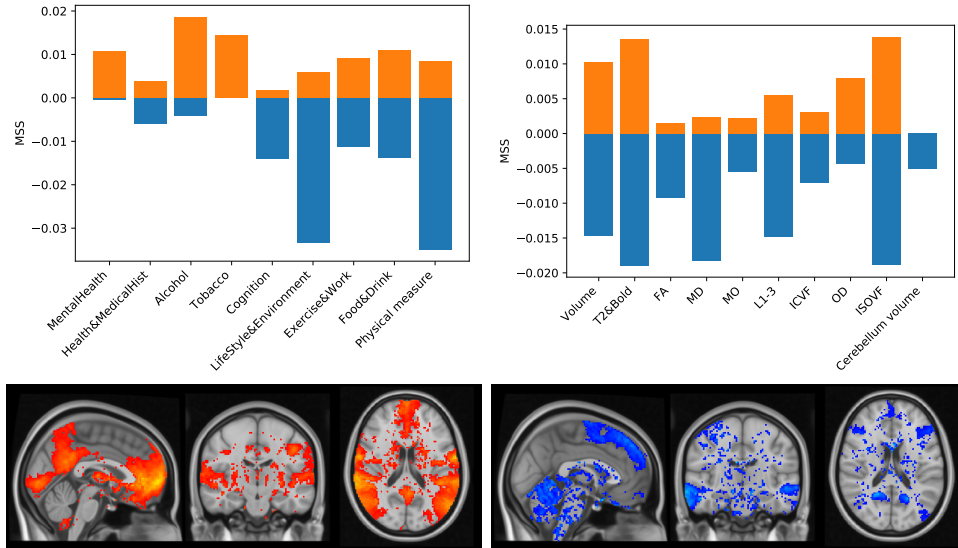 0.02
0.01
0.00
−0.01
−0.02
−0.03
MSS
MentalHealth
Health&MedicalHist
Alcohol
Tobacco
Cognition
LifeStyle&Environment
Exercise&Work
Food&Drink
Physical measure
0.015
0.010
0.005
0.000
−0.005
−0.010
−0.015
−0.020
MSS
Volume
T2&Bold
FA
MD
MO
L1-3
ICVF
OD
ISOVF
Cerebellum volume